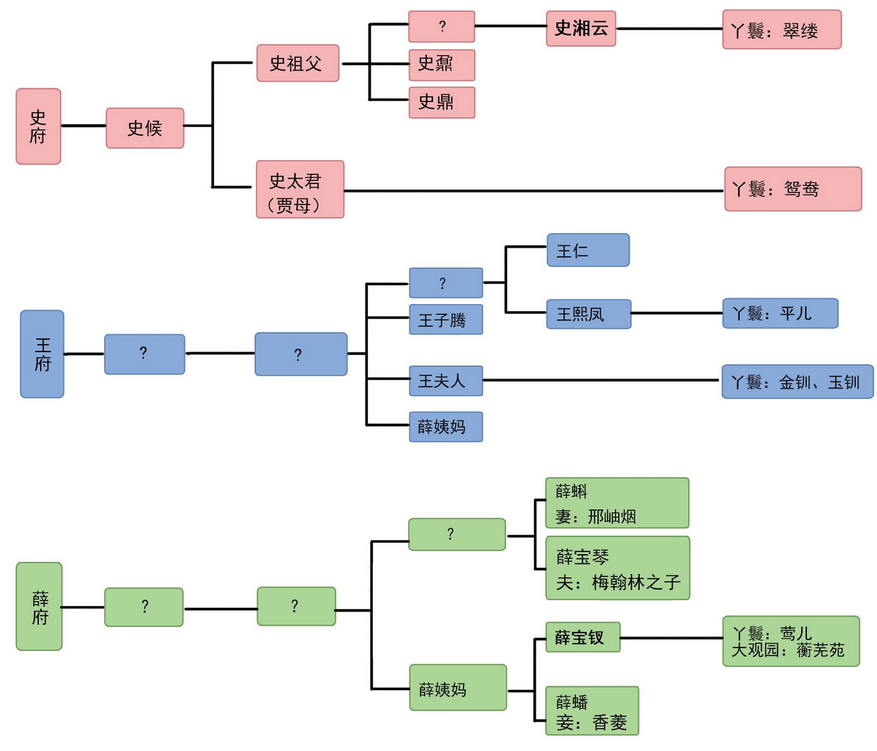 史府
史候
史祖父
?
史湘云
丫鬟：翠缕
史鼐
史鼎
史太君
（贾母）
丫鬟：鸳鸯
王府
?
?
?
王仁
王熙凤
丫鬟：平儿
王子腾
王夫人
丫鬟：金钏、玉钏
薛姨妈
薛府
?
?
?
薛蝌
妻：邢岫烟
薛宝琴
夫：梅翰林之子
薛姨妈
薛宝钗
丫鬟：莺儿
大观园：蘅芜苑
薛蟠
妾：香菱